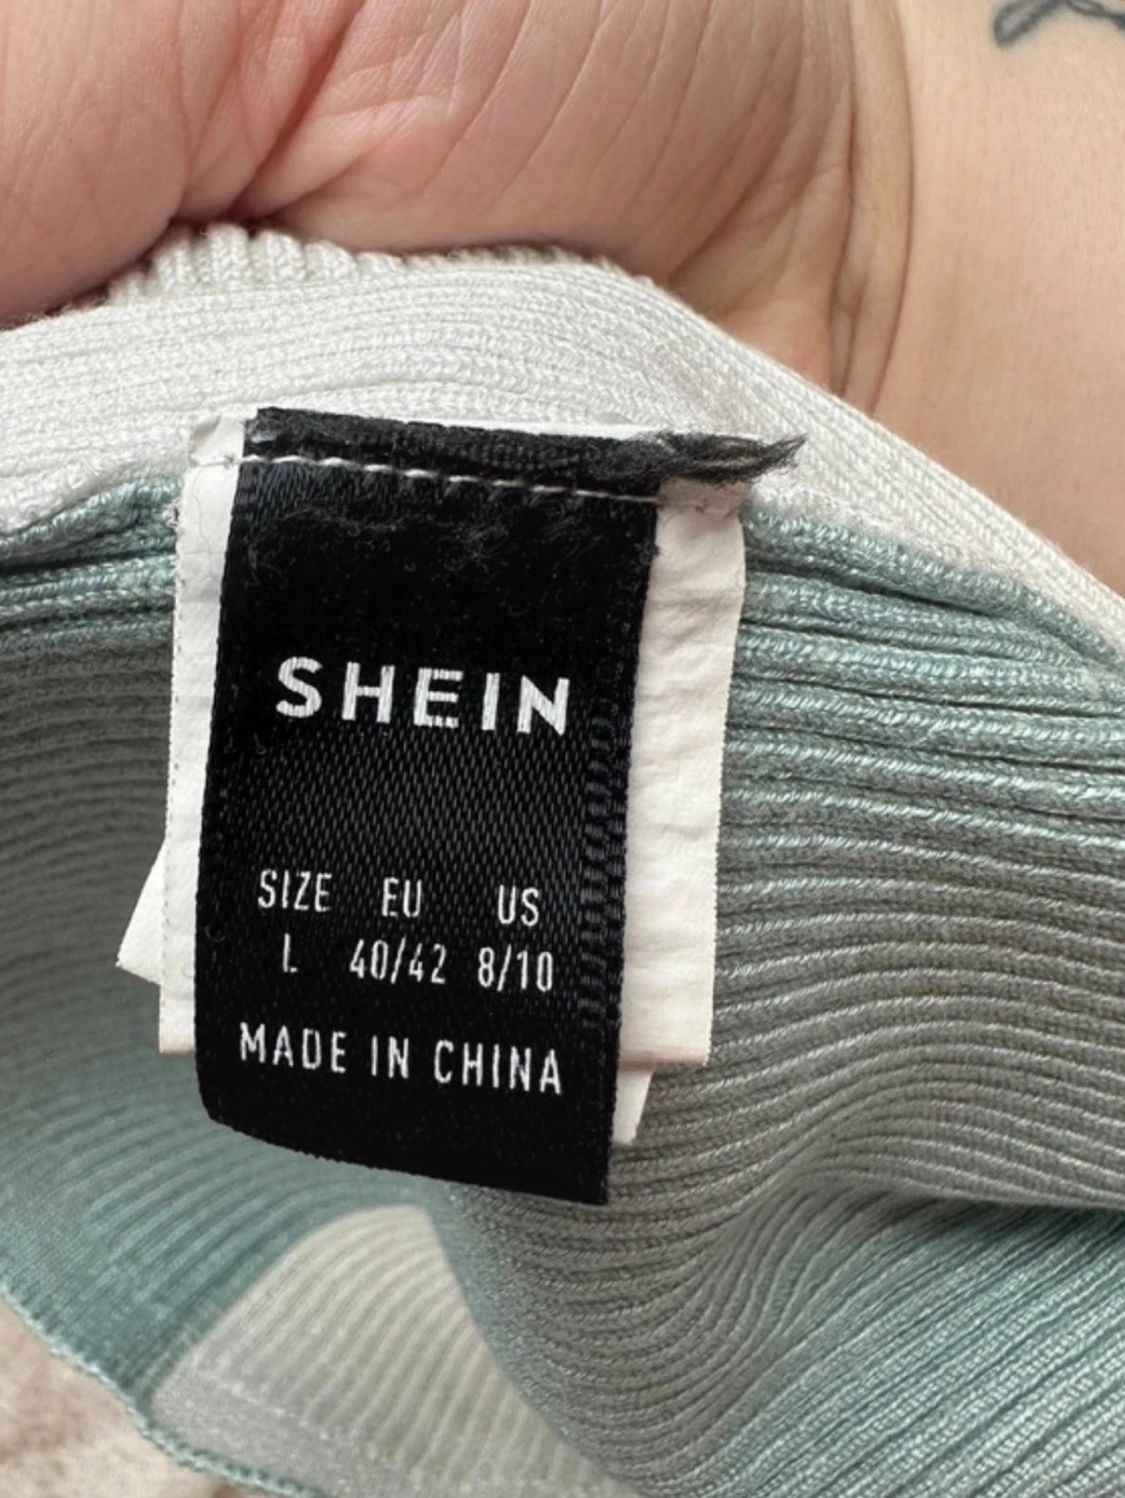 SHEIN
SIZE EU US
L 40/42 8/10
MADE IN CHINA